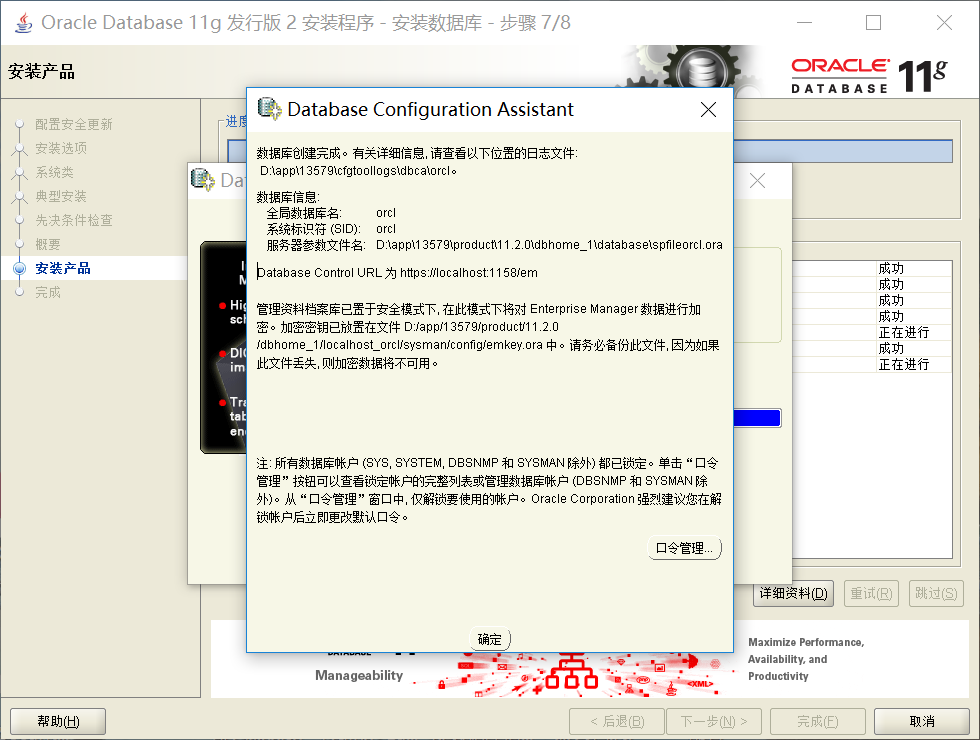 Oracle Database 11g 发行版 2 安装程序 - 安装数据库 - 步骤 7/8
安装产品
ORACLE
DATABASE
11g
配置安全更新
安装选项
系统类
典型安装
先决条件检查
概要
安装产品
完成
进度
Da
Database Configuration Assistant
数据库创建完成。有关详细信息, 请查看以下位置的日志文件:
D:\app\13579\cfgtoollogs\dbca\orcl。
数据库信息:
全局数据库名: orcl
系统标识符 (SID): orcl
服务器参数文件名: D:\app\13579\product\11.2.0\dbhome_1\database\spfileorcl.ora
Database Control URL 为 https://localhost:1158/em
管理资料档案库已置于安全模式下, 在此模式下将对 Enterprise Manager 数据进行加
密。加密密钥已放置在文件 D:/app/13579/product/11.2.0
/dbhome_1/localhost_orcl/sysman/config/emkey.ora 中。请务必备份此文件, 因为如果
此文件丢失, 则加密数据将不可用。
注: 所有数据库帐户 (SYS, SYSTEM, DBSNMP 和 SYSMAN 除外) 都已锁定。单击“口令
管理”按钮可以查看锁定帐户的完整列表或管理数据库帐户 (DBSNMP 和 SYSMAN 除
外)。从“口令管理”窗口中, 仅解锁要使用的帐户。Oracle Corporation 强烈建议您在解
锁帐户后立即更改默认口令。
口令管理...
确定
成功
成功
成功
成功
正在进行
成功
正在进行
详细资料(D)
重试(R)
跳过(S)
Manageability
<XML>
Maximize Performance,
Availability, and
Productivity
帮助(H)
< 后退(B)
下一步(N) >
完成(F)
取消